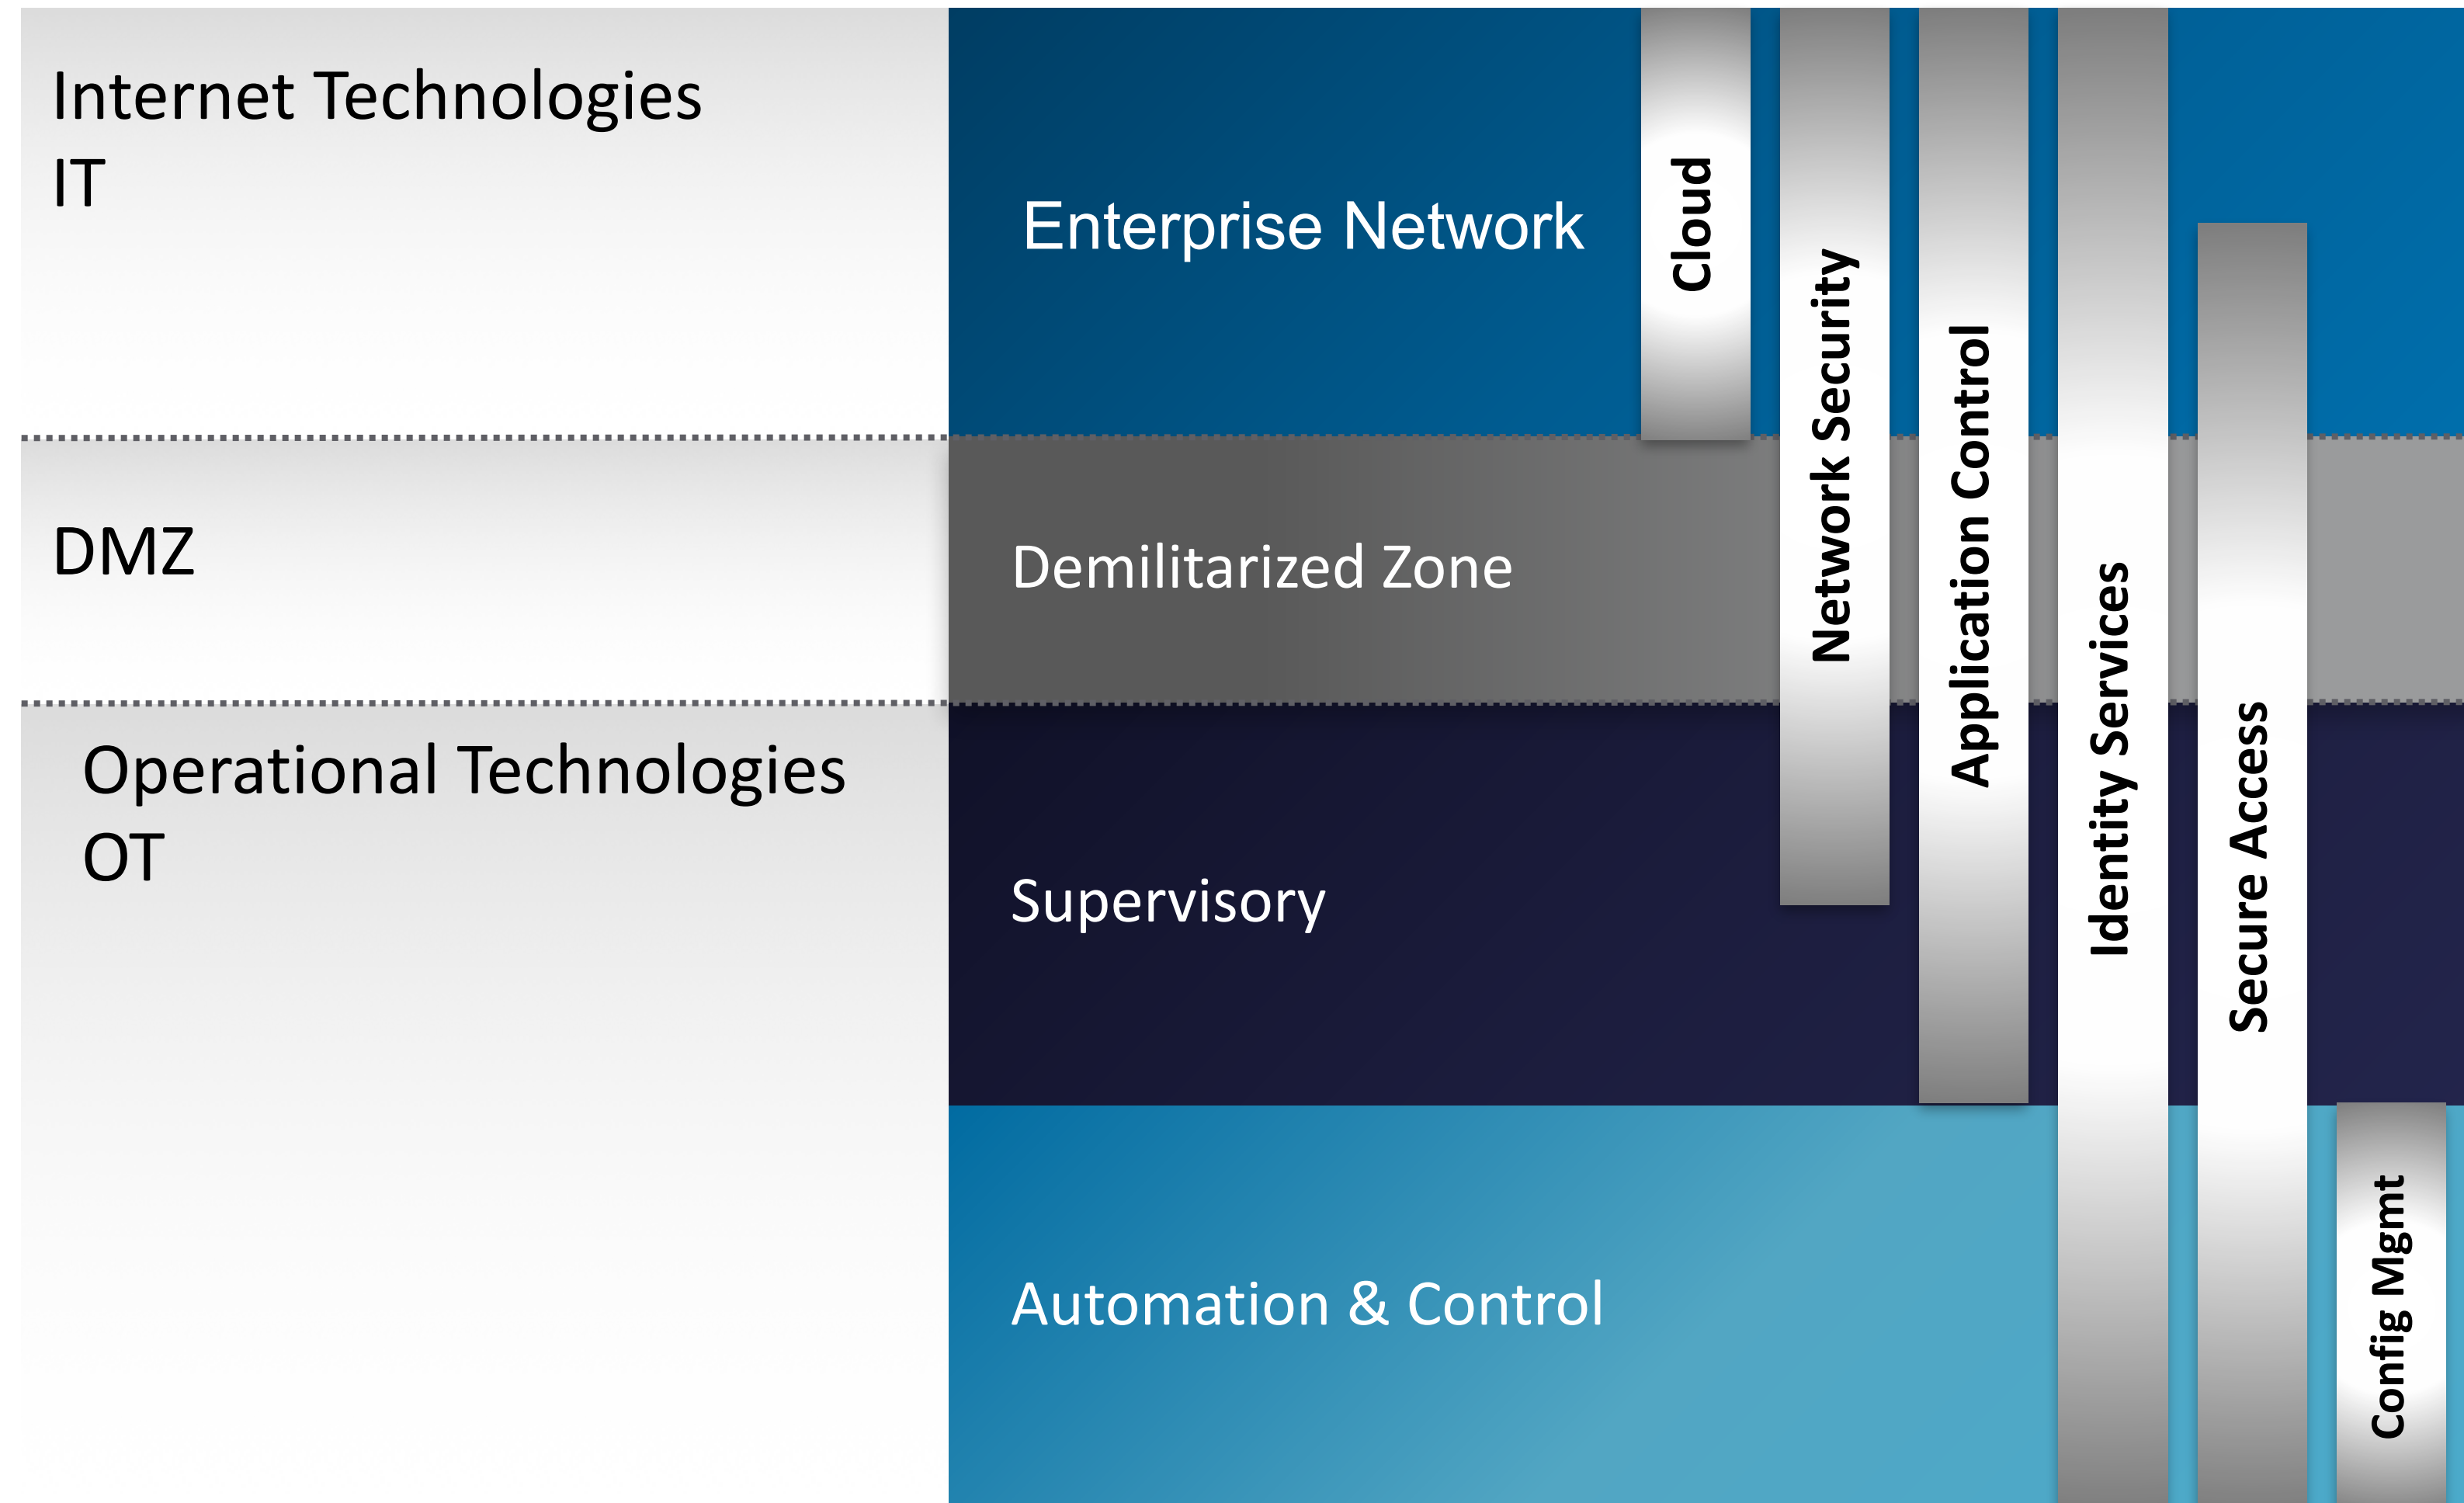 Internet Technologies
IT
Enterprise Network
DMZ
Demilitarized Zone
Operational Technologies
OT
Supervisory
Automation & Control
Cloud
Network Security
Application Control
Identity Services
Secure Access
Config Mgmt